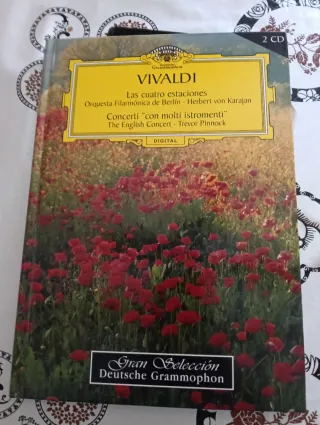 2 CD
VIVALDI
Las cuatro estaciones
Orquesta Filarmónica de Berlín - Herbert von Karajan
Concerti "con molti istromenti"
The English Concert - Trevor Pinnock
DIGITAL
Gran Selección
Deutsche Grammophon